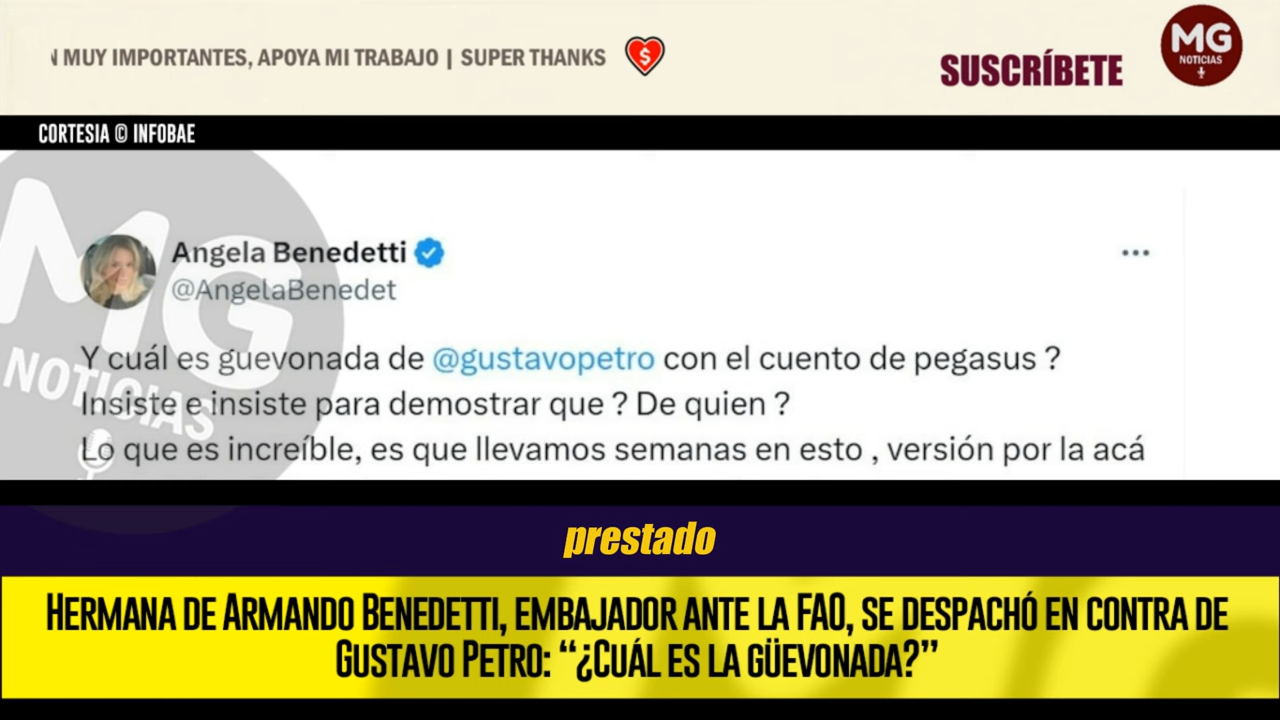 N MUY IMPORTANTES, APOYA MI TRABAJO | SUPER THANKS
SUSCRÍBETE
MG
NOTICIAS
CORTESIA © INFOBAE
MG
NOTICIAS
Angela Benedetti
@AngelaBenedet
Y cuál es guevonada de @gustavopetro con el cuento de pegasus ?
Insiste e insiste para demostrar que ? De quien ?
Lo que es increíble, es que llevamos semanas en esto , versión por la acá
prestado
HERMANA DE ARMANDO BENEDETTI, EMBAJADOR ANTE LA FAO, SE DESPACHÓ EN CONTRA DE
GUSTAVO PETRO: “¿CUÁL ES LA GÜEVONADA?”